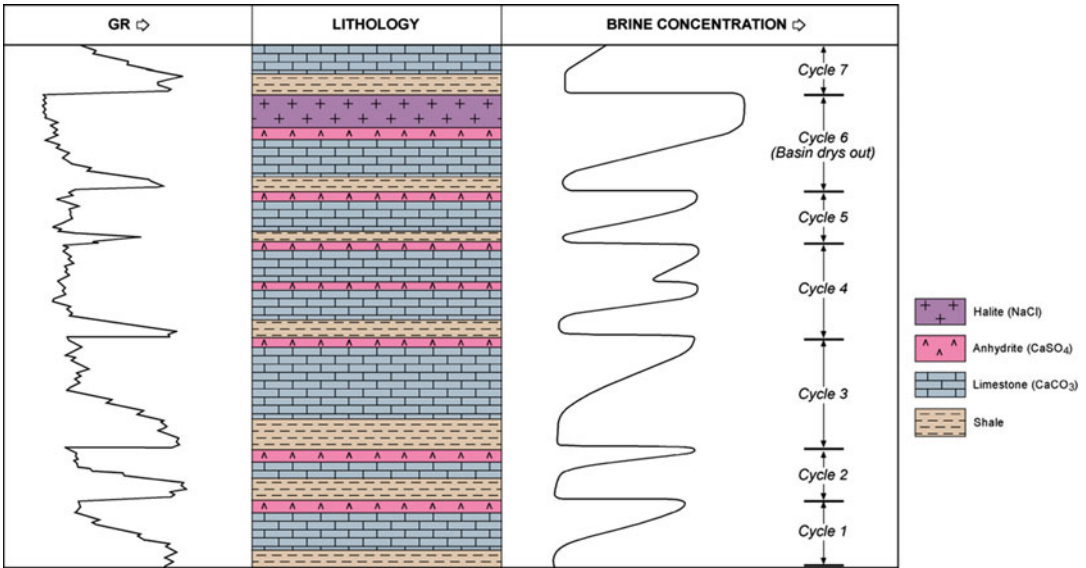 GR ⇨
LITHOLOGY
BRINE CONCENTRATION ⇨
Cycle 7
Cycle 6
(Basin drys out)
Cycle 5
Cycle 4
Cycle 3
Cycle 2
Cycle 1
Halite (NaCl)
Anhydrite (CaSO₄)
Limestone (CaCO₃)
Shale